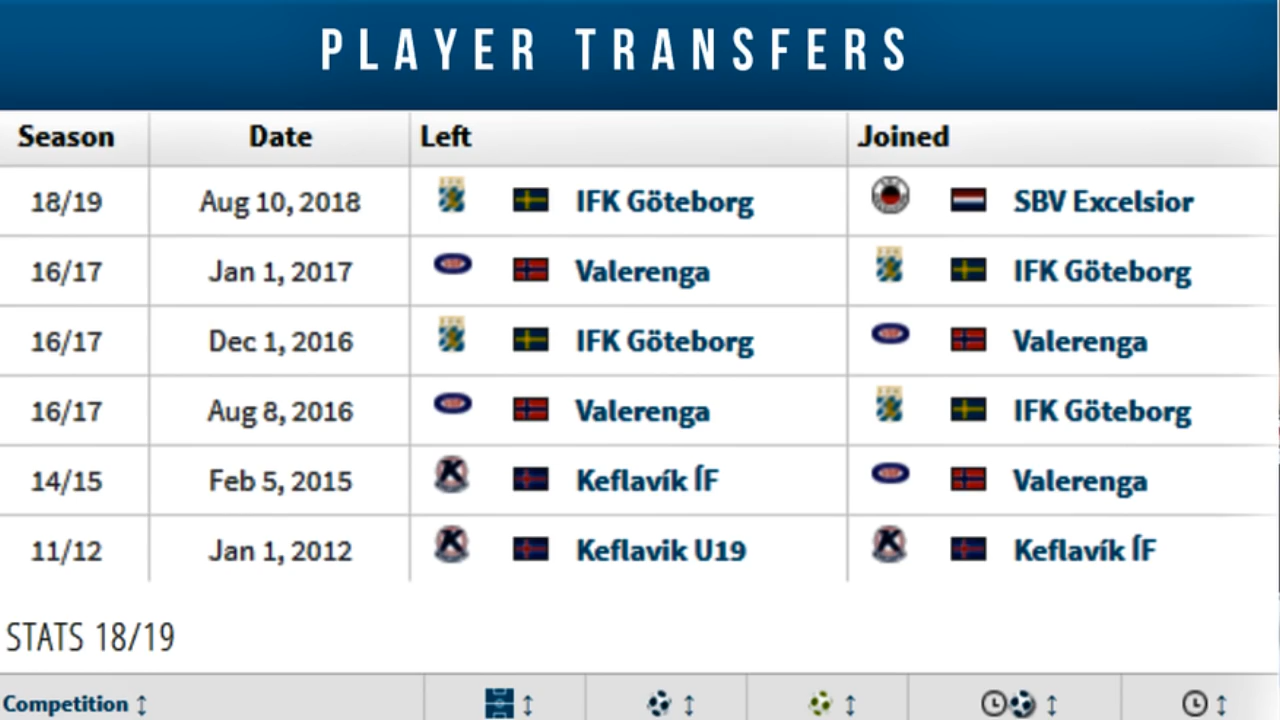 PLAYER TRANSFERS
Season Date Left Joined
18/19 Aug 10, 2018 IFK Göteborg SBV Excelsior
16/17 Jan 1, 2017 Valerenga IFK Göteborg
16/17 Dec 1, 2016 IFK Göteborg Valerenga
16/17 Aug 8, 2016 Valerenga IFK Göteborg
14/15 Feb 5, 2015 Keflavík ÍF Valerenga
11/12 Jan 1, 2012 Keflavik U19 Keflavík ÍF
STATS 18/19
Competition